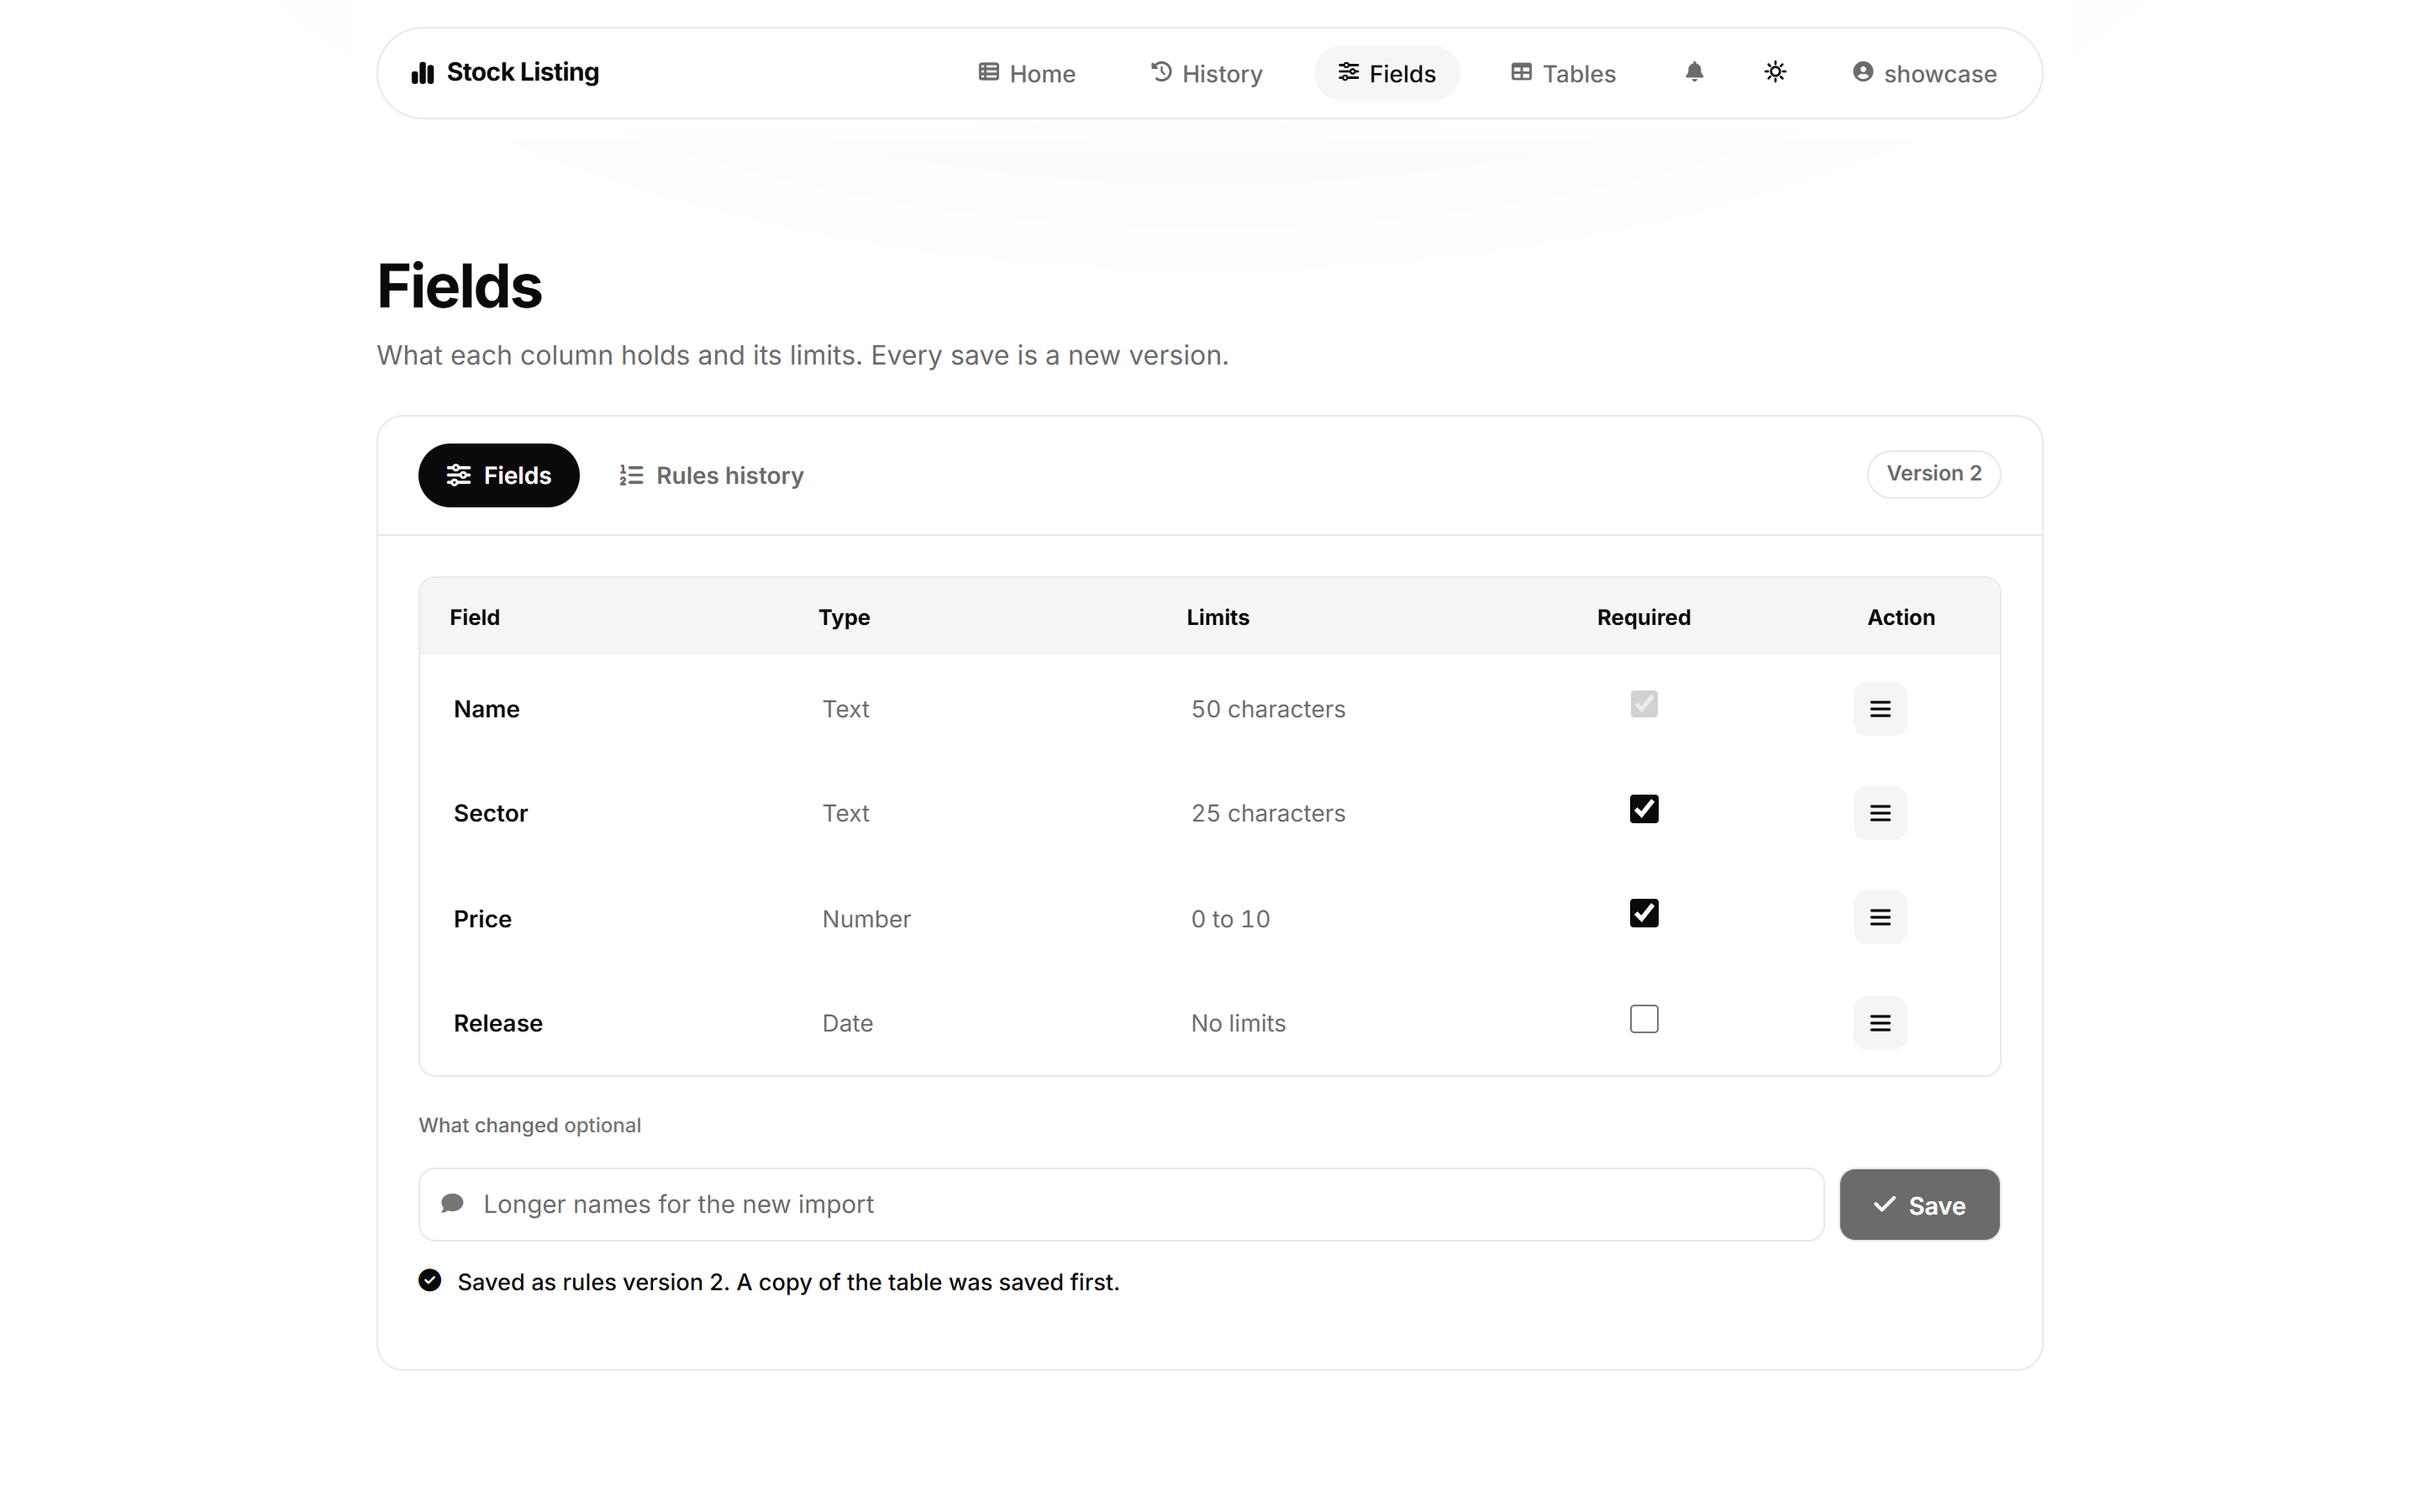 Stock Listing
Home
History
Fields
Tables
showcase
Fields
What each column holds and its limits. Every save is a new version.
Fields
Rules history
Version 2
Field Type Limits Required Action
Name Text 50 characters
Sector Text 25 characters
Price Number 0 to 10
Release Date No limits
What changed optional
Longer names for the new import
Save
Saved as rules version 2. A copy of the table was saved first.